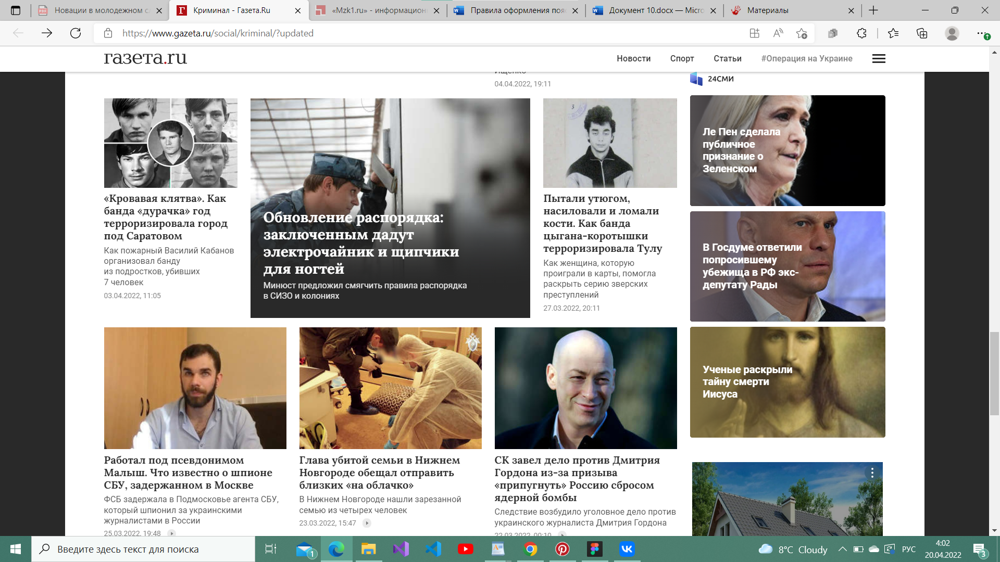 Новации в молодежном сл
Криминал - Газета.Ru
«Mzk1.ru» - информацион
Правила оформления поя
Документ 10.docx — Micro
Материалы
https://www.gazeta.ru/social/kriminal/?updated
газета.ru
Новости
Спорт
Статьи
#Операция на Украине
Ищенко
04.04.2022, 19:11
24СМИ
«Кровавая клятва». Как
банда «дурачка» год
терроризировала город
под Саратовом
Как пожарный Василий Кабанов
организовал банду
из подростков, убивших
7 человек
03.04.2022, 11:05
Обновление распорядка:
заключенным дадут
электрочайник и щипчики
для ногтей
Минюст предложил смягчить правила распорядка
в СИЗО и колониях
3
Пытали утюгом,
насиловали и ломали
кости. Как банда
цыгана-коротышки
терроризировала Тулу
Как женщина, которую
проиграли в карты, помогла
раскрыть серию зверских
преступлений
27.03.2022, 20:11
Ле Пен сделала
публичное
признание о
Зеленском
В Госдуме ответили
попросившему
убежища в РФ экс-
депутату Рады
Ученые раскрыли
тайну смерти
Иисуса
Работал под псевдонимом
Малыш. Что известно о шпионе
СБУ, задержанном в Москве
ФСБ задержала в Подмосковье агента СБУ,
который шпионил за украинскими
журналистами в России
25.03.2022, 19:48
Глава убитой семьи в Нижнем
Новгороде обещал отправить
близких «на облачко»
В Нижнем Новгороде нашли зарезанной
семью из четырех человек
23.03.2022, 15:47
СК завел дело против Дмитрия
Гордона из-за призыва
«припугнуть» Россию сбросом
ядерной бомбы
Следствие возбудило уголовное дело против
украинского журналиста Дмитрия Гордона
22.03.2022, 00:10
Введите здесь текст для поиска
1
8°C Cloudy
РУС
4:02
20.04.2022
3